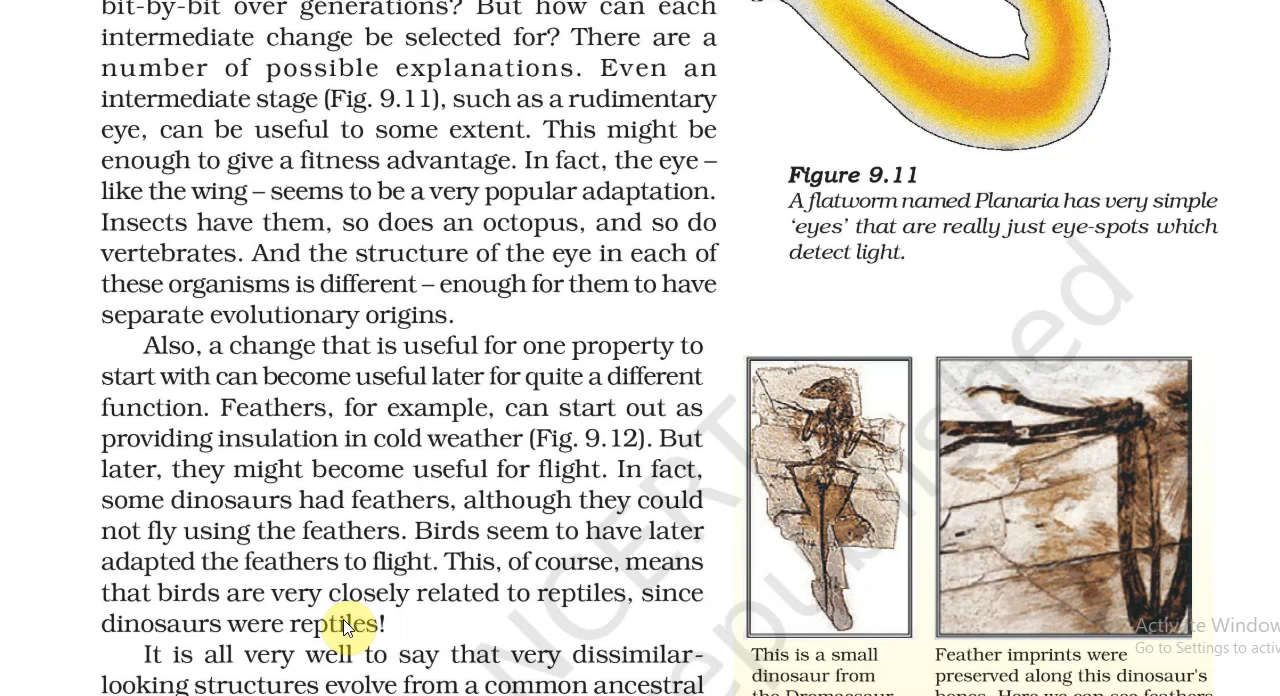 bit-by-bit over generations? But how can each
intermediate change be selected for? There are a
number of possible explanations. Even an
intermediate stage (Fig. 9.11), such as a rudimentary
eye, can be useful to some extent. This might be
enough to give a fitness advantage. In fact, the eye –
like the wing – seems to be a very popular adaptation.
Insects have them, so does an octopus, and so do
vertebrates. And the structure of the eye in each of
these organisms is different – enough for them to have
separate evolutionary origins.
Also, a change that is useful for one property to
start with can become useful later for quite a different
function. Feathers, for example, can start out as
providing insulation in cold weather (Fig. 9.12). But
later, they might become useful for flight. In fact,
some dinosaurs had feathers, although they could
not fly using the feathers. Birds seem to have later
adapted the feathers to flight. This, of course, means
that birds are very closely related to reptiles, since
dinosaurs were reptiles!
It is all very well to say that very dissimilar-
looking structures evolve from a common ancestral
Figure 9.11
A flatworm named Planaria has very simple
‘eyes’ that are really just eye-spots which
detect light.
This is a small
dinosaur from
the Dromaeosaur
Feather imprints were
preserved along this dinosaur's
bones. Here we can see feathers
NCERT
republished
Activate Window
Go to Settings to activ